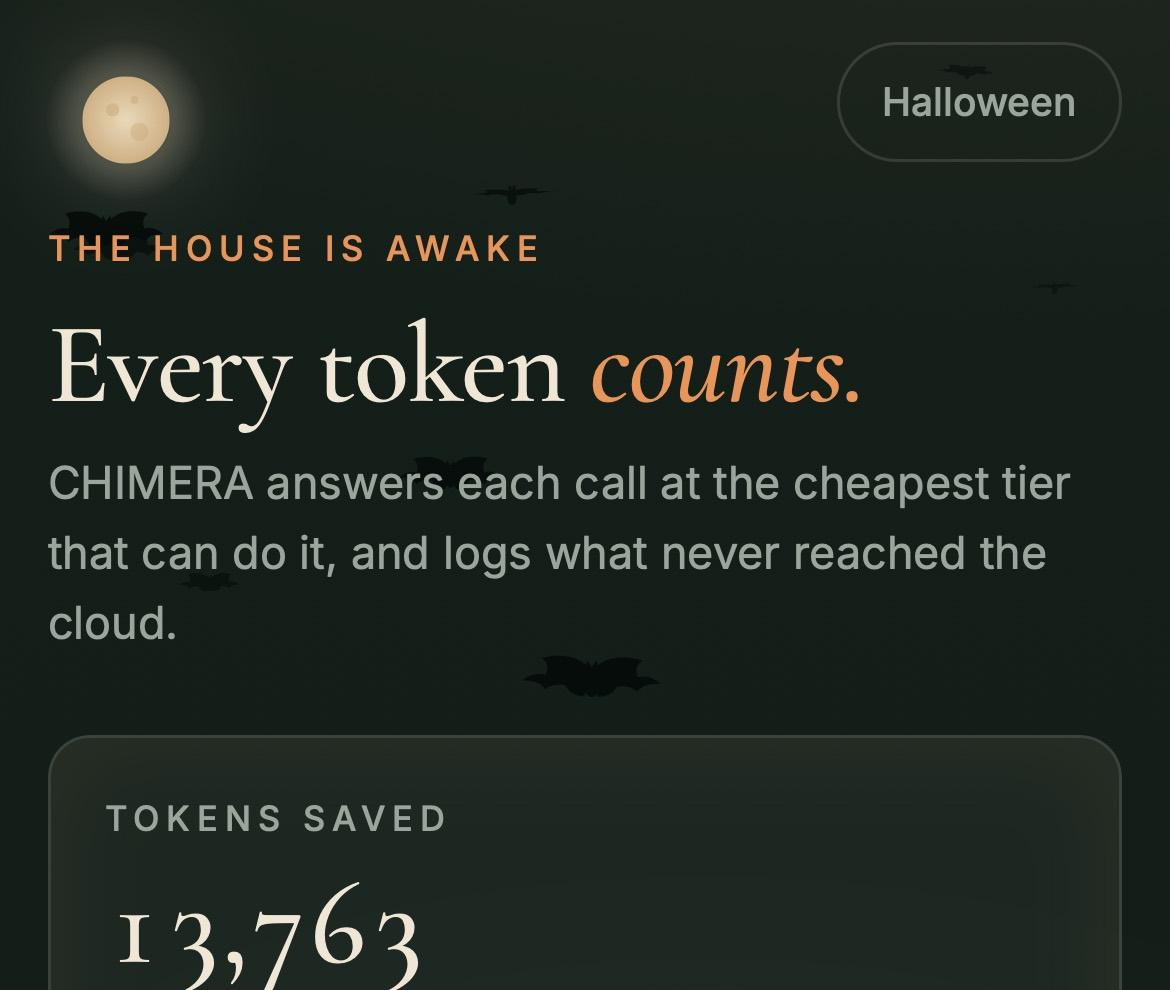 Halloween
THE HOUSE IS AWAKE
Every token counts.
CHIMERA answers each call at the cheapest tier
that can do it, and logs what never reached the
cloud.
TOKENS SAVED
13,763